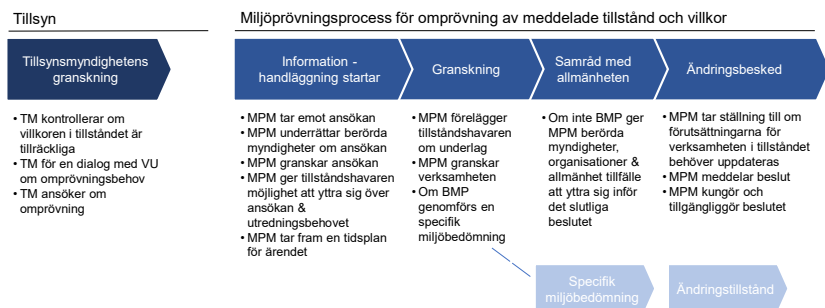 Tillsyn
Miljöprövningsprocess för omprövning av meddelade tillstånd och villkor
Tillsynsmyndighetens
granskning
• TM kontrollerar om
villkoren i tillståndet är
tillräckliga
• TM för en dialog med VU
om omprövningsbehov
• TM ansöker om
omprövning
Information -
handläggning startar
• MPM tar emot ansökan
• MPM underrättar berörda
myndigheter om ansökan
• MPM granskar ansökan
• MPM ger tillståndshavaren
möjlighet att yttra sig över
ansökan &
utredningsbehovet
• MPM tar fram en tidsplan
för ärendet
Granskning
• MPM förelägger
tillståndshavaren
om underlag
• MPM granskar
verksamheten
• Om BMP
genomförs en
specifik
miljöbedömning
Samråd med
allmänheten
• Om inte BMP ger
MPM berörda
myndigheter,
organisationer &
allmänhet tillfälle
att yttra sig inför
det slutliga
beslutet
Ändringsbesked
• MPM tar ställning till om
förutsättningarna för
verksamheten i tillståndet
behöver uppdateras
• MPM meddelar beslut
• MPM kungör och
tillgängliggör beslutet
Specifik
miljöbedömning
Ändringstillstånd